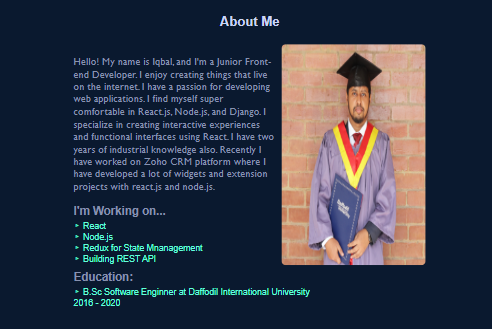 About Me
Hello! My name is Iqbal, and I'm a Junior Front-
end Developer. I enjoy creating things that live
on the internet. I have a passion for developing
web applications. I find myself super
comfortable in React.js, Node.js, and Django. I
specialize in creating interactive experiences
and functional interfaces using React. I have two
years of industrial knowledge also. Recently I
have worked on Zoho CRM platform where I
have developed a lot of widgets and extension
projects with react.js and node.js.
I'm Working on...
▸ React
▸ Node.js
▸ Redux for State Mnanagement
▸ Building REST API
Education:
▸ B.Sc Software Enginner at Daffodil International University
2016 - 2020